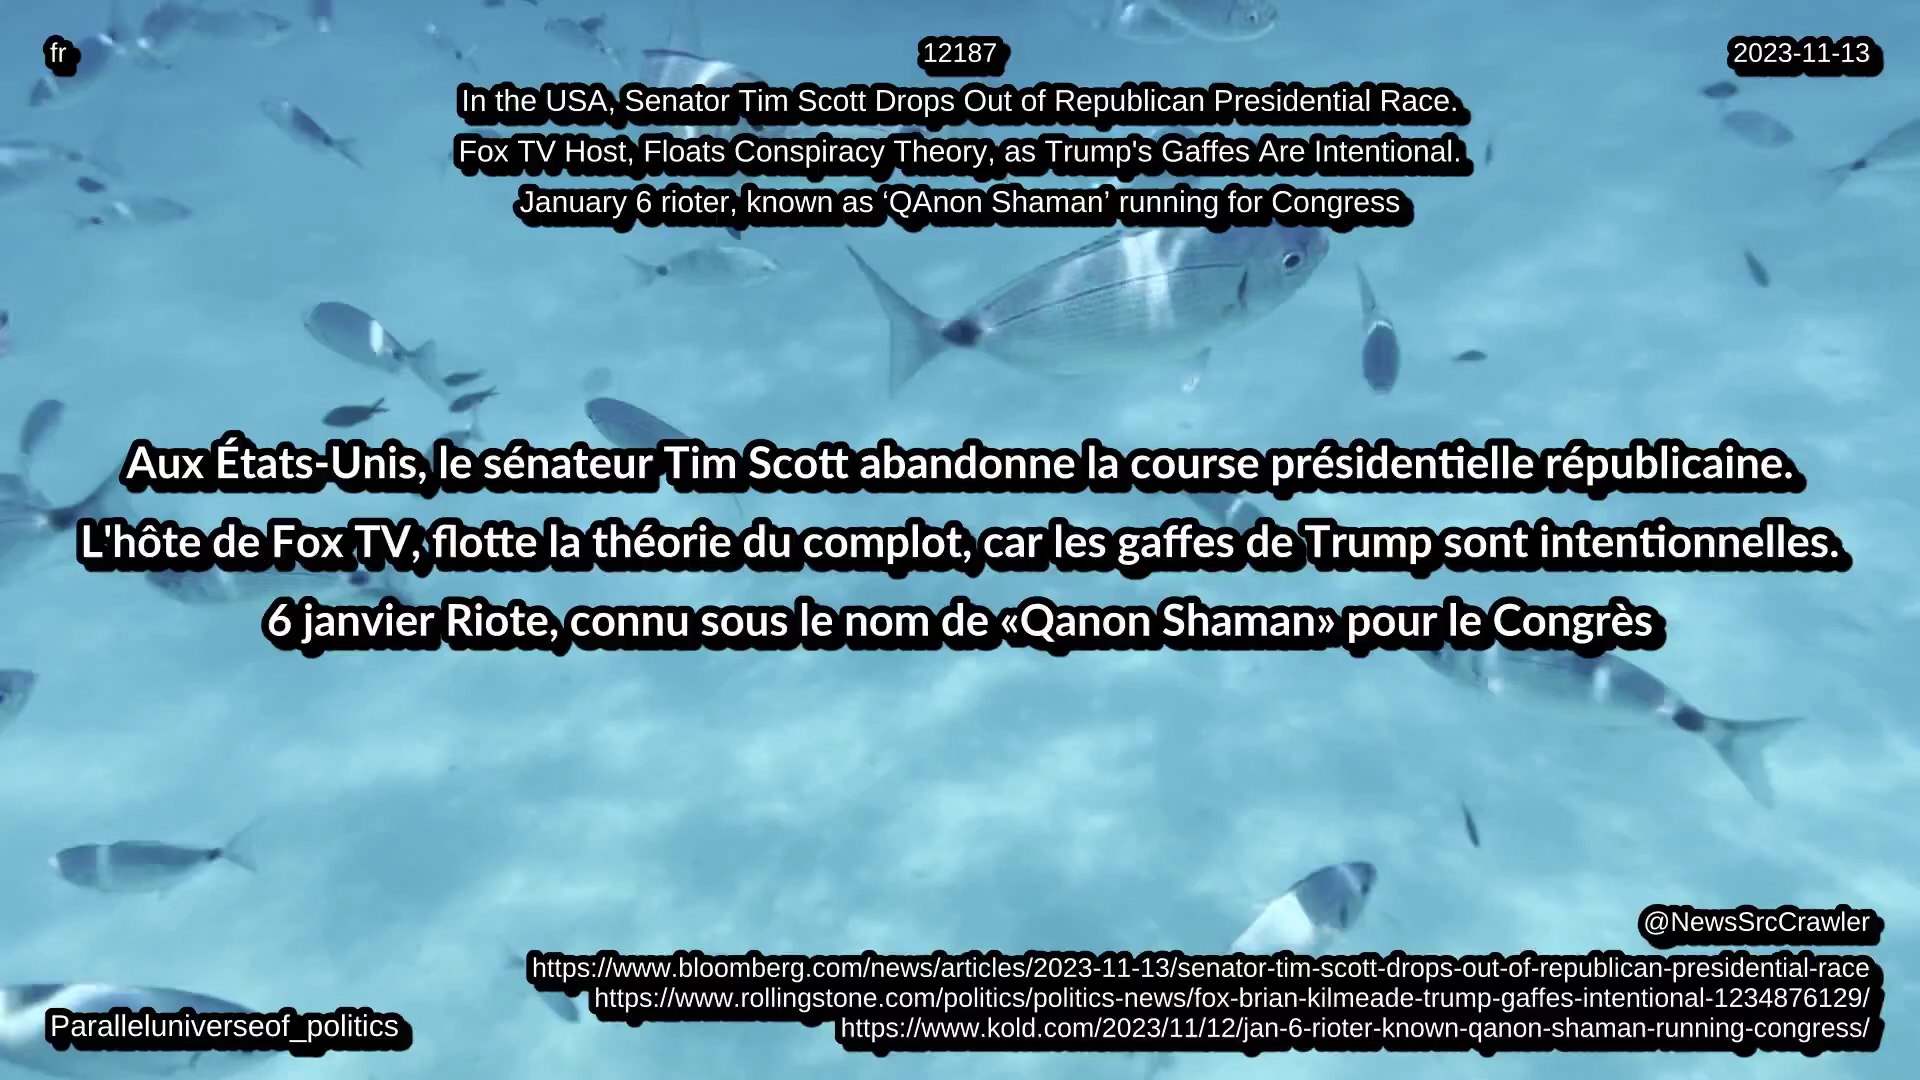 fr
12187
2023-11-13
In the USA, Senator Tim Scott Drops Out of Republican Presidential Race.
Fox TV Host, Floats Conspiracy Theory, as Trump's Gaffes Are Intentional.
January 6 rioter, known as ‘QAnon Shaman’ running for Congress
Aux États-Unis, le sénateur Tim Scott abandonne la course présidentielle républicaine.
L'hôte de Fox TV, flotte la théorie du complot, car les gaffes de Trump sont intentionnelles.
6 janvier Riote, connu sous le nom de «Qanon Shaman» pour le Congrès
@NewsSrcCrawler
https://www.bloomberg.com/news/articles/2023-11-13/senator-tim-scott-drops-out-of-republican-presidential-race
https://www.rollingstone.com/politics/politics-news/fox-brian-kilmeade-trump-gaffes-intentional-1234876129/
https://www.kold.com/2023/11/12/jan-6-rioter-known-qanon-shaman-running-congress/
Paralleluniverseof_politics